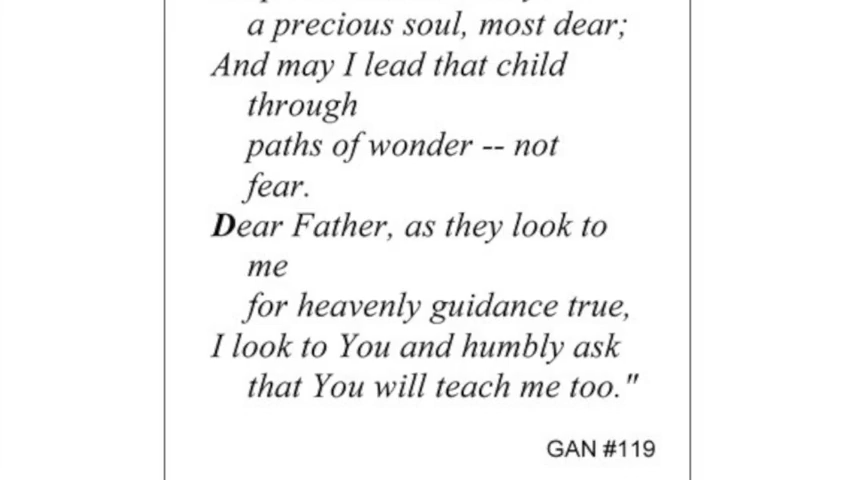 a precious soul, most dear;
And may I lead that child
through
paths of wonder -- not
fear.
Dear Father, as they look to
me
for heavenly guidance true,
I look to You and humbly ask
that You will teach me too."
GAN #119